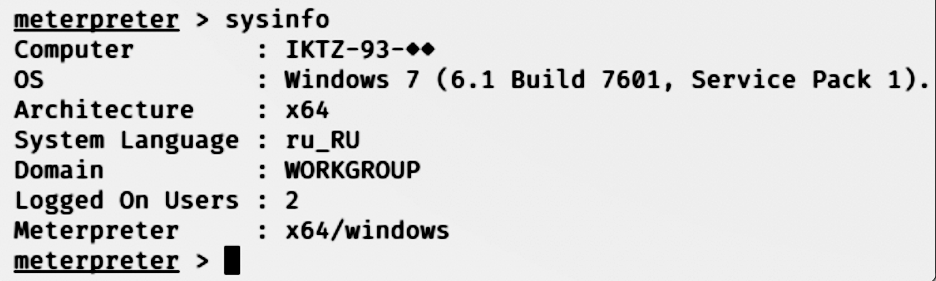 meterpreter > sysinfo
Computer : IKTZ-93-◆◆
OS : Windows 7 (6.1 Build 7601, Service Pack 1).
Architecture : x64
System Language : ru_RU
Domain : WORKGROUP
Logged On Users : 2
Meterpreter : x64/windows
meterpreter >